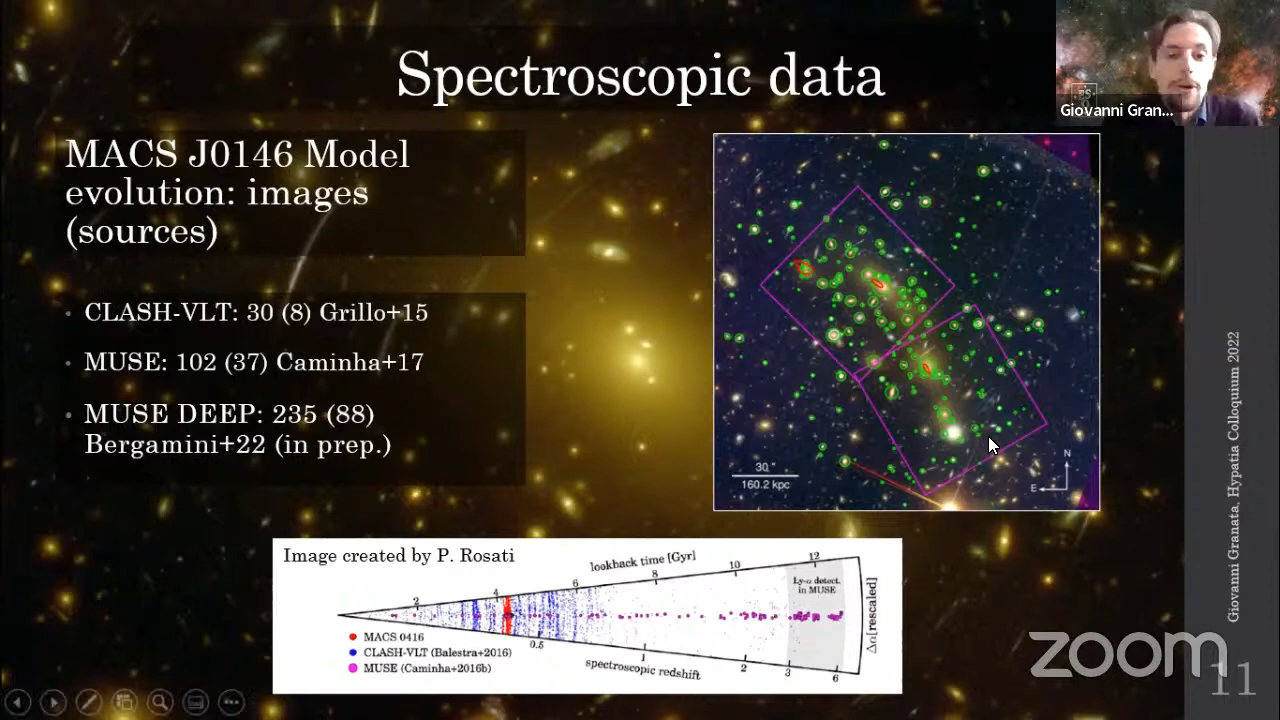 Spectroscopic data
Giovanni Gran...
MACS J0146 Model
evolution: images
(sources)
• CLASH-VLT: 30 (8) Grillo+15
• MUSE: 102 (37) Caminha+17
• MUSE DEEP: 235 (88)
Bergamini+22 (in prep.)
30 "
160.2 kpc
N
E
Image created by P. Rosati
lookback time [Gyr]
2
4
6
8
10
12
Ly-α detect.
in MUSE
Δα[rescaled]
MACS 0416
CLASH-VLT (Balestra+2016)
MUSE (Caminha+2016b)
0.5
1
2
3
6
spectroscopic redshift
Giovanni Granata, Hypatia Colloquium 2022
zoom
11